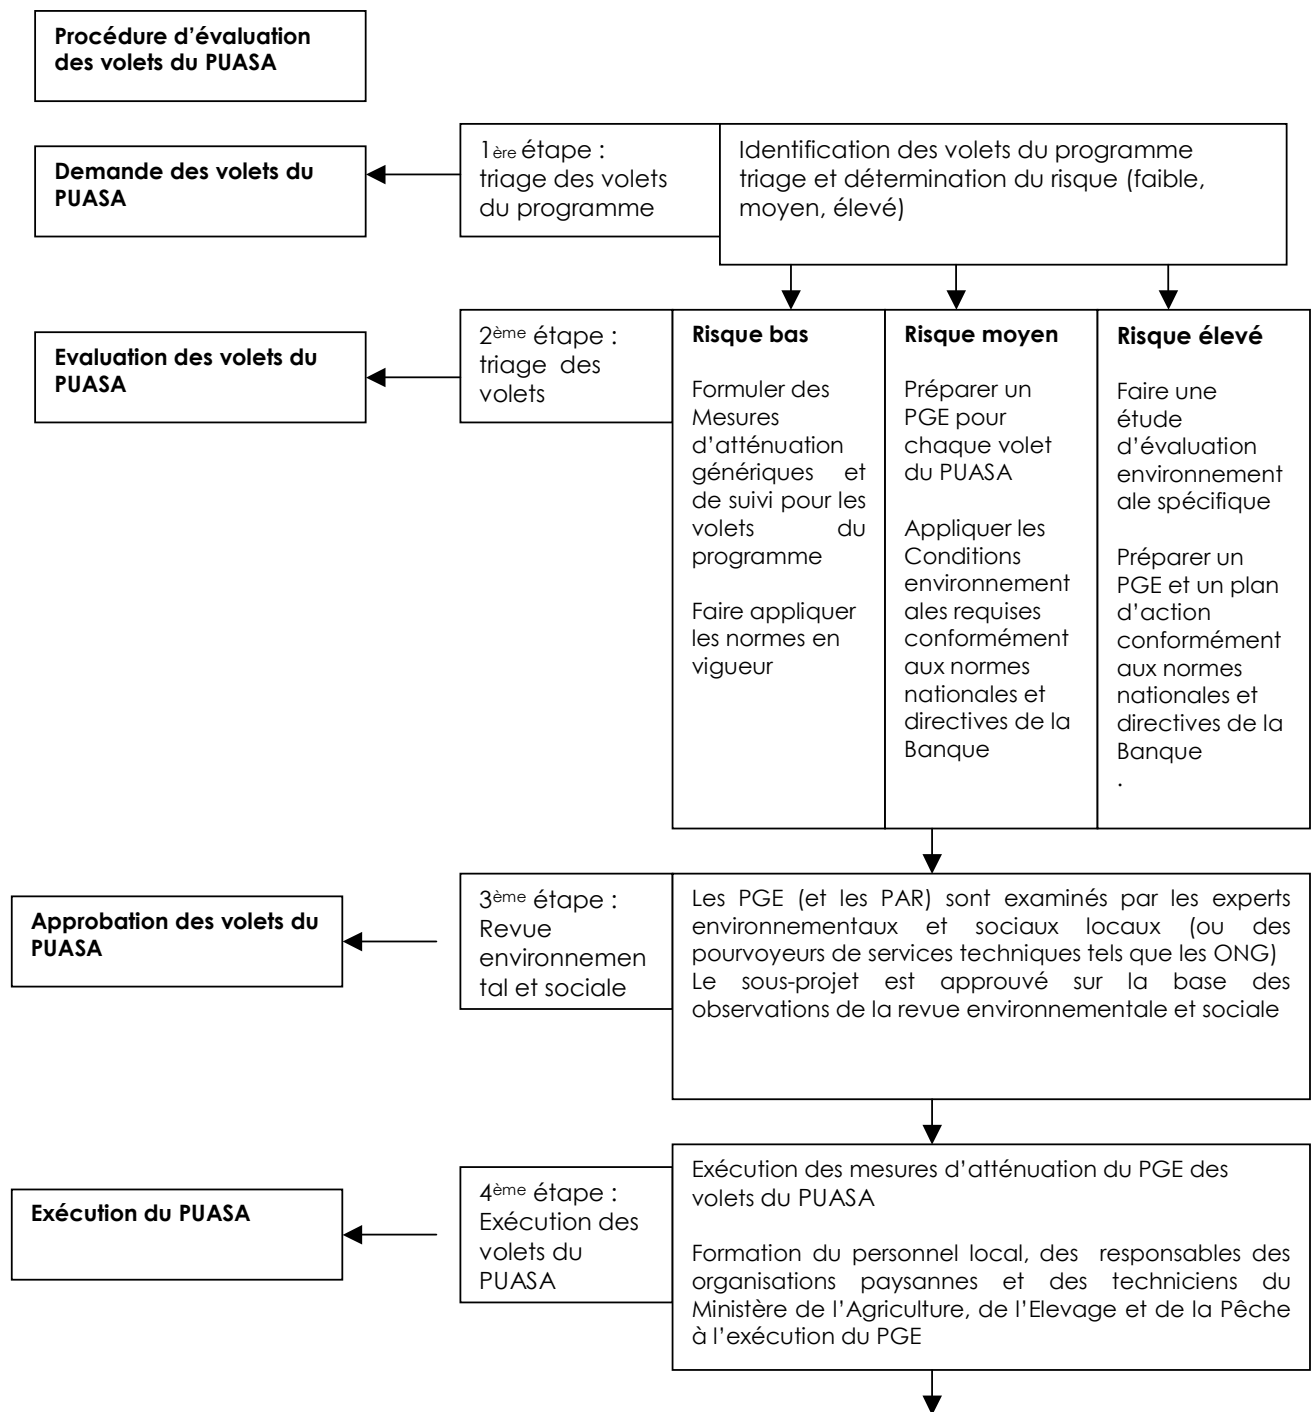 Procédure d’évaluation
des volets du PUASA
Demande des volets du
PUASA
1ère étape :
triage des volets
du programme
Identification des volets du programme
triage et détermination du risque (faible,
moyen, élevé)
Evaluation des volets du
PUASA
2ème étape :
triage des
volets
Risque bas
Formuler des
Mesures
d’atténuation
génériques et
de suivi pour les
volets du
programme
Faire appliquer
les normes en
vigueur
Risque moyen
Préparer un
PGE pour
chaque volet
du PUASA
Appliquer les
Conditions
environnement
ales requises
conformément
aux normes
nationales et
directives de la
Banque
Risque élevé
Faire une
étude
d’évaluation
environnement
ale spécifique
Préparer un
PGE et un plan
d’action
conformément
aux normes
nationales et
directives de la
Banque
.
Approbation des volets du
PUASA
3ème étape :
Revue
environnemen
tal et sociale
Les PGE (et les PAR) sont examinés par les experts
environnementaux et sociaux locaux (ou des
pourvoyeurs de services techniques tels que les ONG)
Le sous-projet est approuvé sur la base des
observations de la revue environnementale et sociale
Exécution du PUASA
4ème étape :
Exécution des
volets du
PUASA
Exécution des mesures d’atténuation du PGE des
volets du PUASA
Formation du personnel local, des responsables des
organisations paysannes et des techniciens du
Ministère de l’Agriculture, de l’Elevage et de la Pêche
à l’exécution du PGE